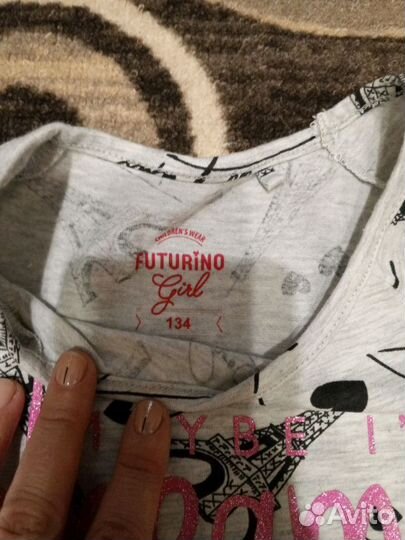 CHILDREN'S WEAR
FUTURINO
Girl
134
MAYBE I'
Avito